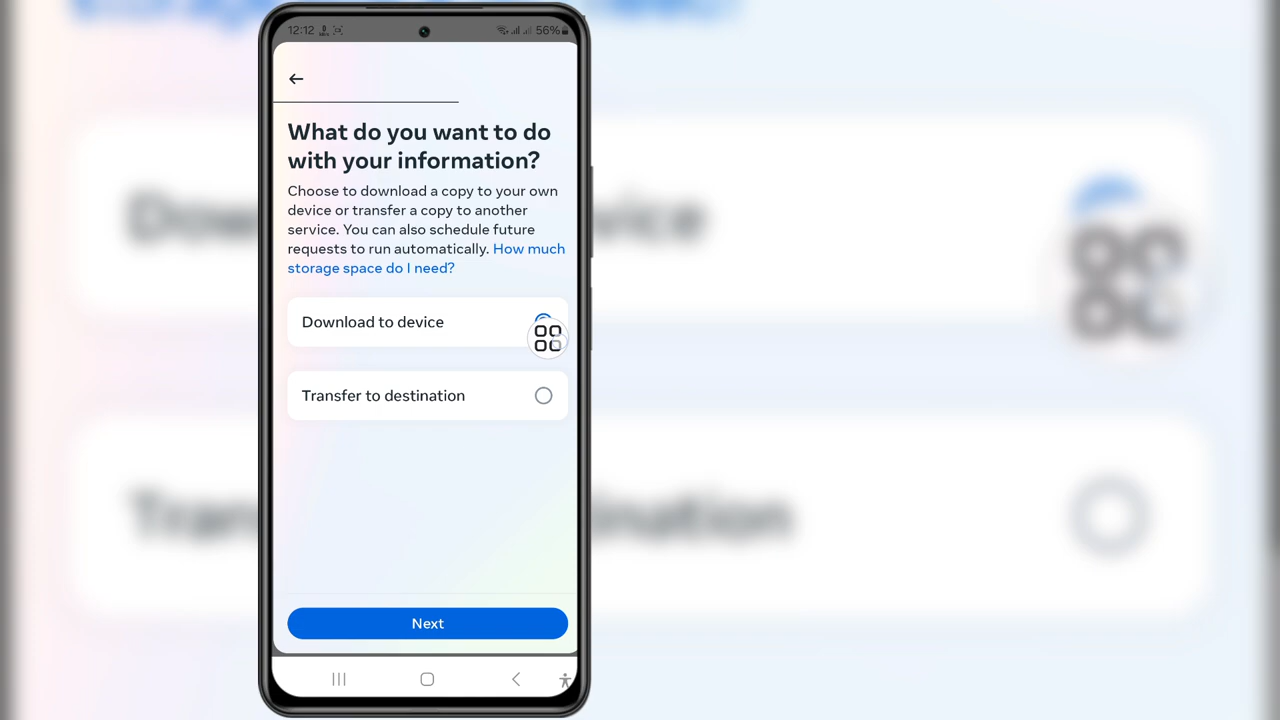 12:12
56%
What do you want to do
with your information?
Choose to download a copy to your own
device or transfer a copy to another
service. You can also schedule future
requests to run automatically. How much
storage space do I need?
Download to device
Transfer to destination
Next